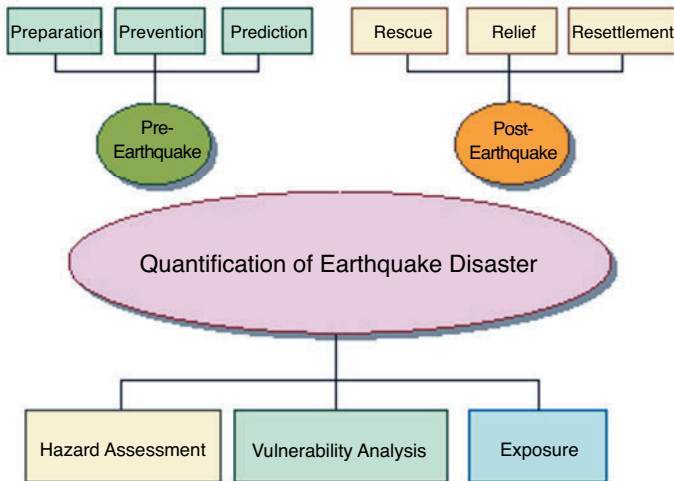 Preparation
Prevention
Prediction
Rescue
Relief
Resettlement
Pre-
Earthquake
Post-
Earthquake
Quantification of Earthquake Disaster
Hazard Assessment
Vulnerability Analysis
Exposure